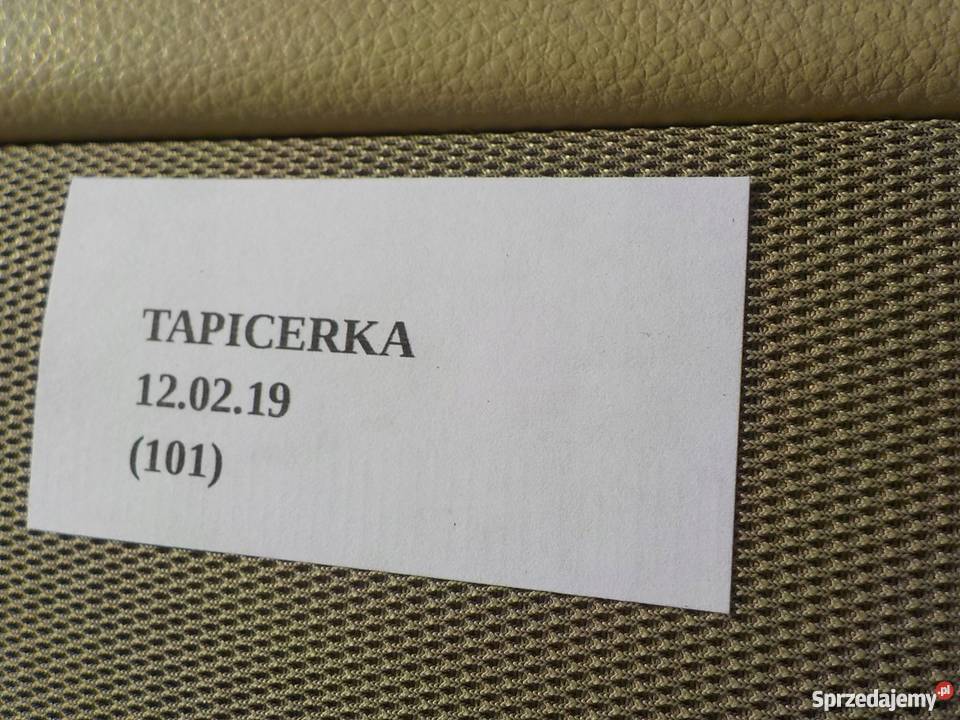 TAPICERKA
12.02.19
(101)
Sprzedajemy.pl